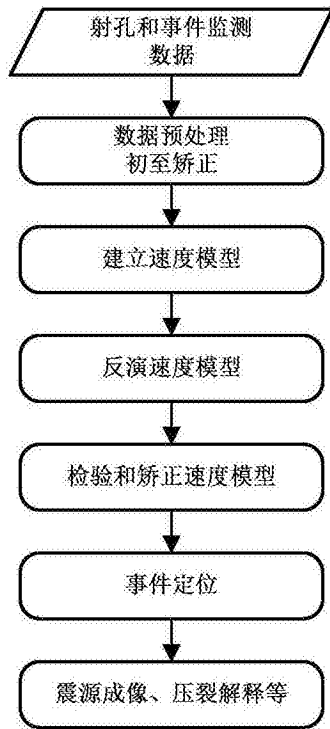 射孔和事件监测
数据
数据预处理
初至矫正
建立速度模型
反演速度模型
检验和矫正速度模型
事件定位
震源成像、压裂解释等